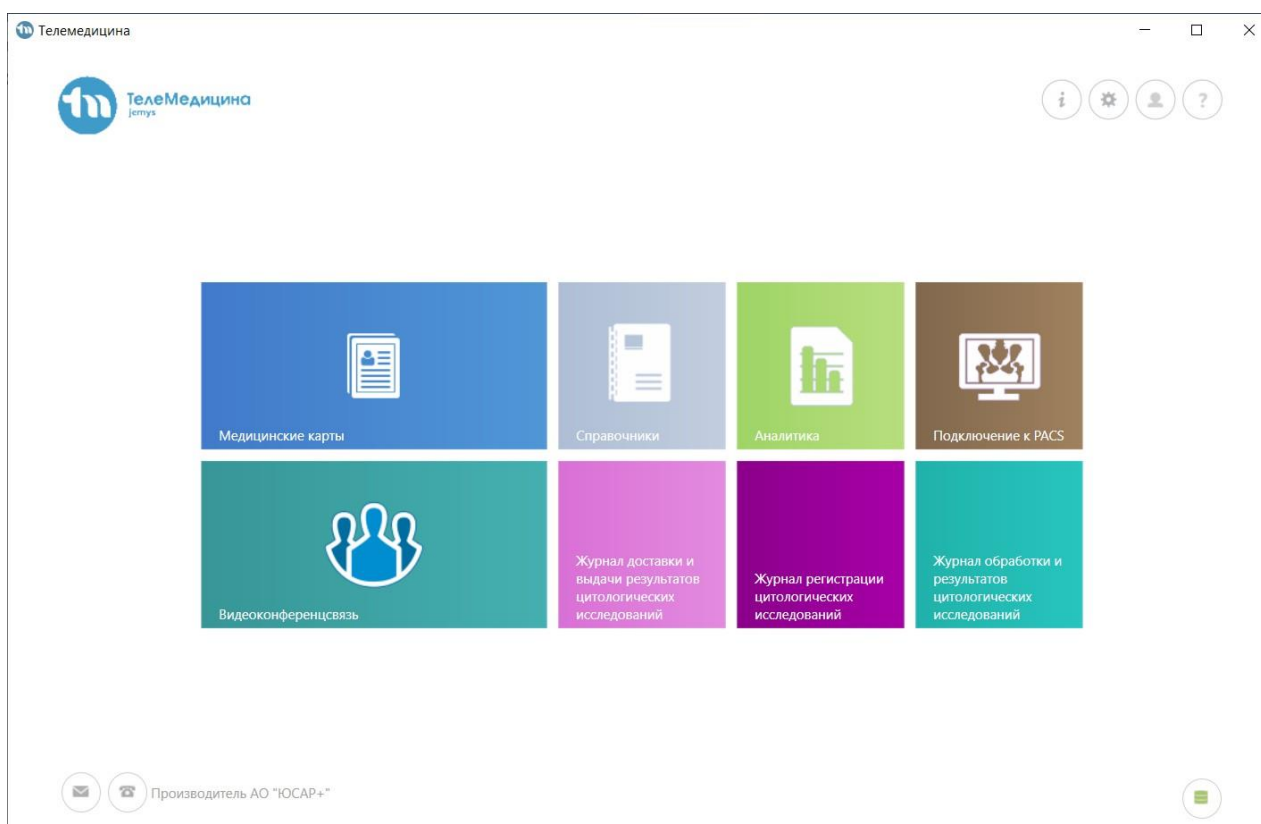 Телемедицина
ТелеМедицина
jemys
Медицинские карты
Справочники
Аналитика
Подключение к PACS
Видеоконференцсвязь
Журнал доставки и
выдачи результатов
цитологических
исследований
Журнал регистрации
цитологических
исследований
Журнал обработки и
результатов
цитологических
исследований
Производитель АО "ЮСАР+"